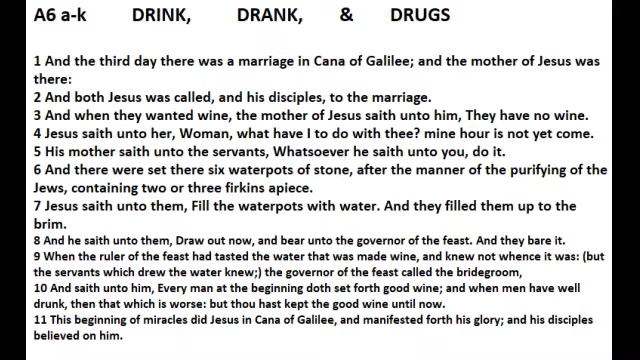 A6 a-k DRINK, DRANK, & DRUGS
1 And the third day there was a marriage in Cana of Galilee; and the mother of Jesus was
there:
2 And both Jesus was called, and his disciples, to the marriage.
3 And when they wanted wine, the mother of Jesus saith unto him, They have no wine.
4 Jesus saith unto her, Woman, what have I to do with thee? mine hour is not yet come.
5 His mother saith unto the servants, Whatsoever he saith unto you, do it.
6 And there were set there six waterpots of stone, after the manner of the purifying of the
Jews, containing two or three firkins apiece.
7 Jesus saith unto them, Fill the waterpots with water. And they filled them up to the
brim.
8 And he saith unto them, Draw out now, and bear unto the governor of the feast. And they bare it.
9 When the ruler of the feast had tasted the water that was made wine, and knew not whence it was: (but
the servants which drew the water knew;) the governor of the feast called the bridegroom,
10 And saith unto him, Every man at the beginning doth set forth good wine; and when men have well
drunk, then that which is worse: but thou hast kept the good wine until now.
11 This beginning of miracles did Jesus in Cana of Galilee, and manifested forth his glory; and his disciples
believed on him.